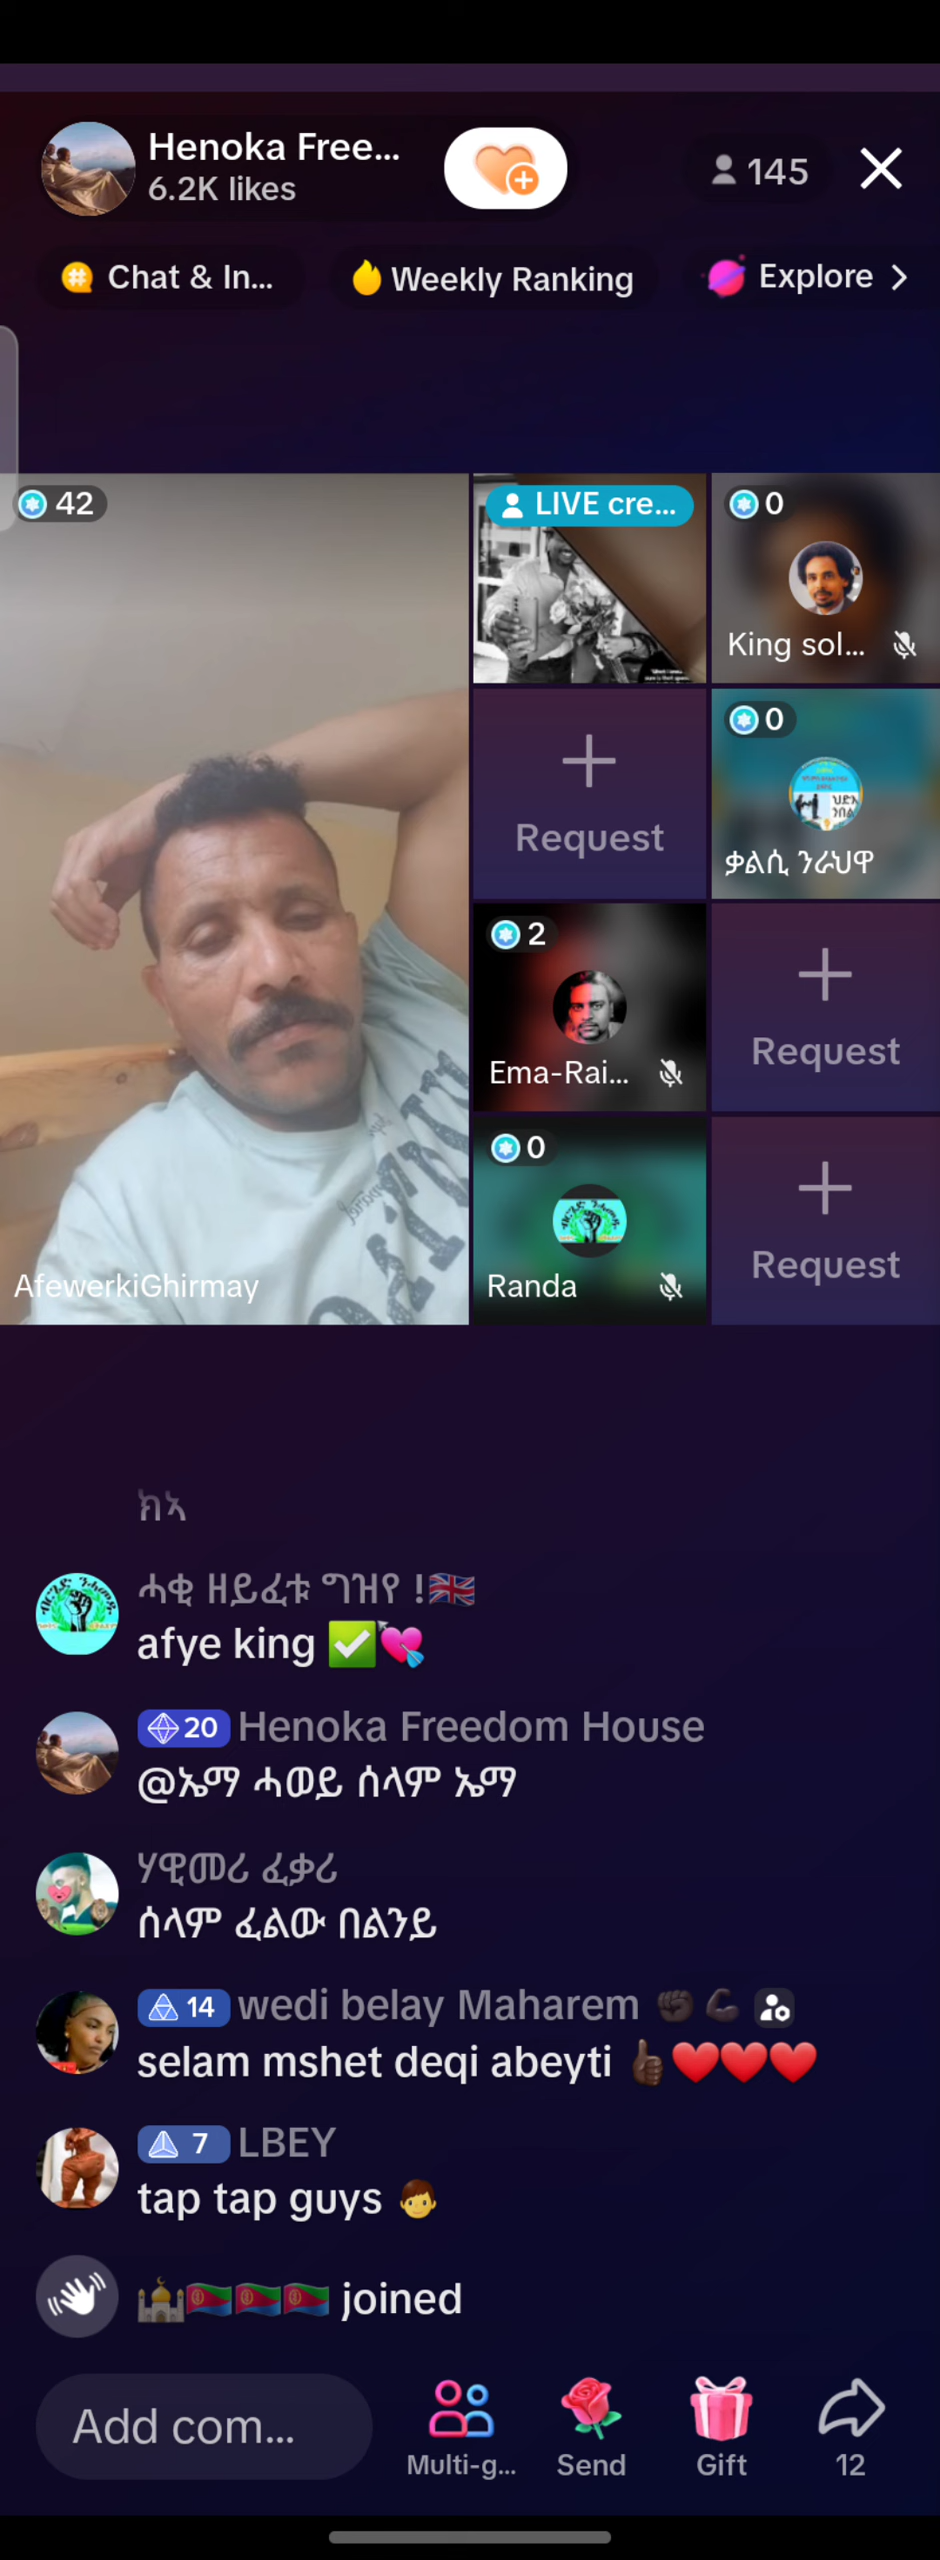 Henoka Free...
6.2K likes
145
Chat & In...
Weekly Ranking
Explore
42
LIVE cre...
0
King sol...
Request
0
ህድእ
ንበል
ቃልሲ ንራህዋ
2
Ema-Rai...
Request
0
Randa
Request
AfewerkiGhirmay
ክኣ
ሓቂ ዘይፈቱ ግዝየ !🇬🇧
afye king ✅💘
20 Henoka Freedom House
@ኤማ ሓወይ ሰላም ኤማ
ሃዊመሪ ፈቃሪ
ሰላም ፈልው በልንይ
14 wedi belay Maharem ✊🏿💪🏿
selam mshet deqi abeyti 👍🏿❤️❤️❤️
7 LBEY
tap tap guys 👦
🕌🇪🇷🇪🇷🇪🇷 joined
Add com...
Multi-g...
Send
Gift
12